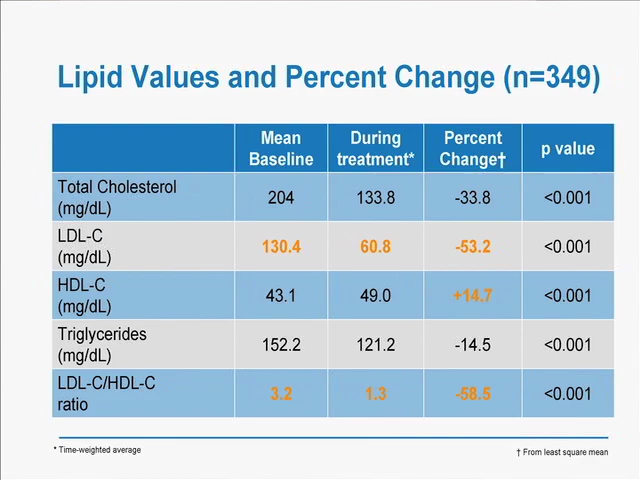 Lipid Values and Percent Change (n=349)
Mean Baseline During treatment* Percent Change† p value
Total Cholesterol (mg/dL) 204 133.8 -33.8 <0.001
LDL-C (mg/dL) 130.4 60.8 -53.2 <0.001
HDL-C (mg/dL) 43.1 49.0 +14.7 <0.001
Triglycerides (mg/dL) 152.2 121.2 -14.5 <0.001
LDL-C/HDL-C ratio 3.2 1.3 -58.5 <0.001
* Time-weighted average
† From least square mean